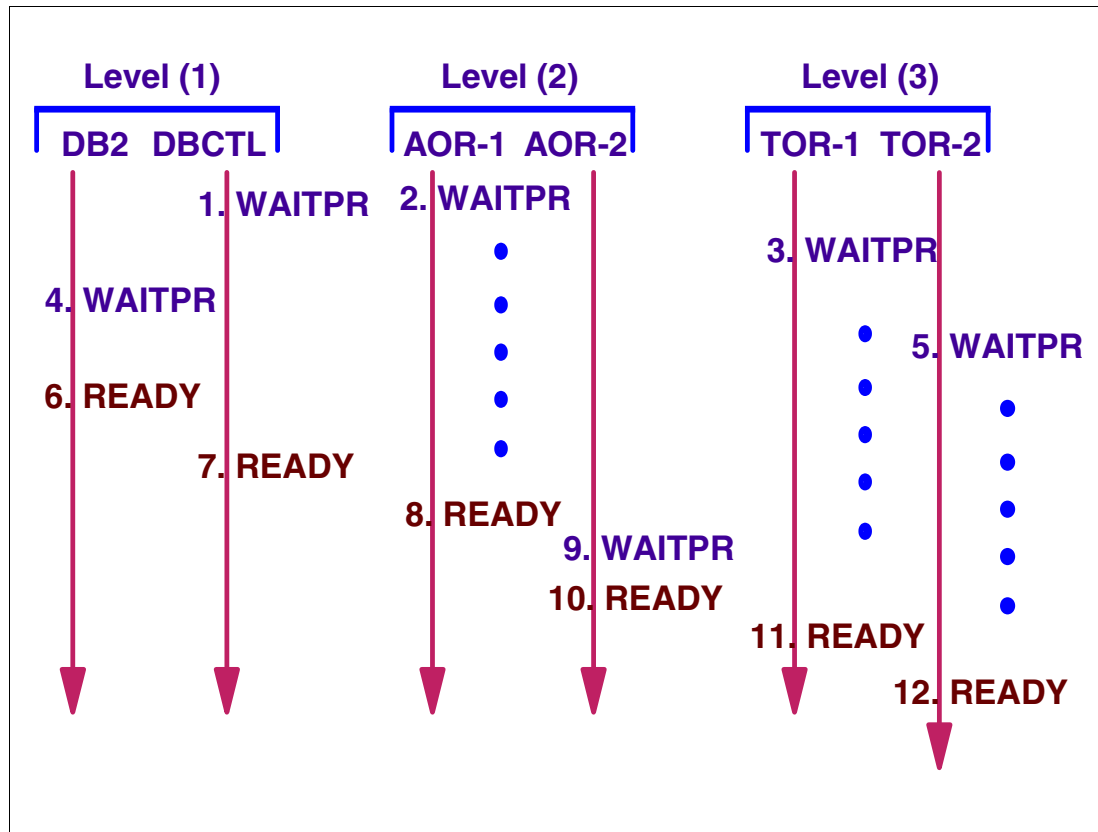 Level (1)
Level (2)
Level (3)
DB2 DBCTL
AOR-1 AOR-2
TOR-1 TOR-2
1. WAITPR
2. WAITPR
3. WAITPR
4. WAITPR
5. WAITPR
6. READY
7. READY
8. READY
9. WAITPR
10. READY
11. READY
12. READY